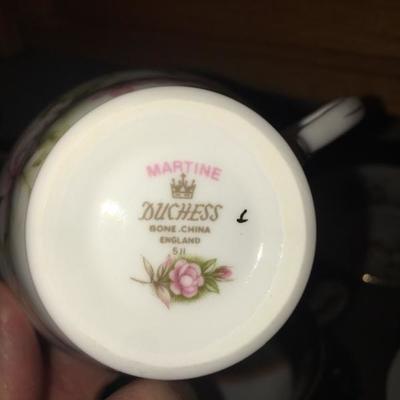 MARTINE
DUCHESS
BONE.CHINA
ENGLAND
511